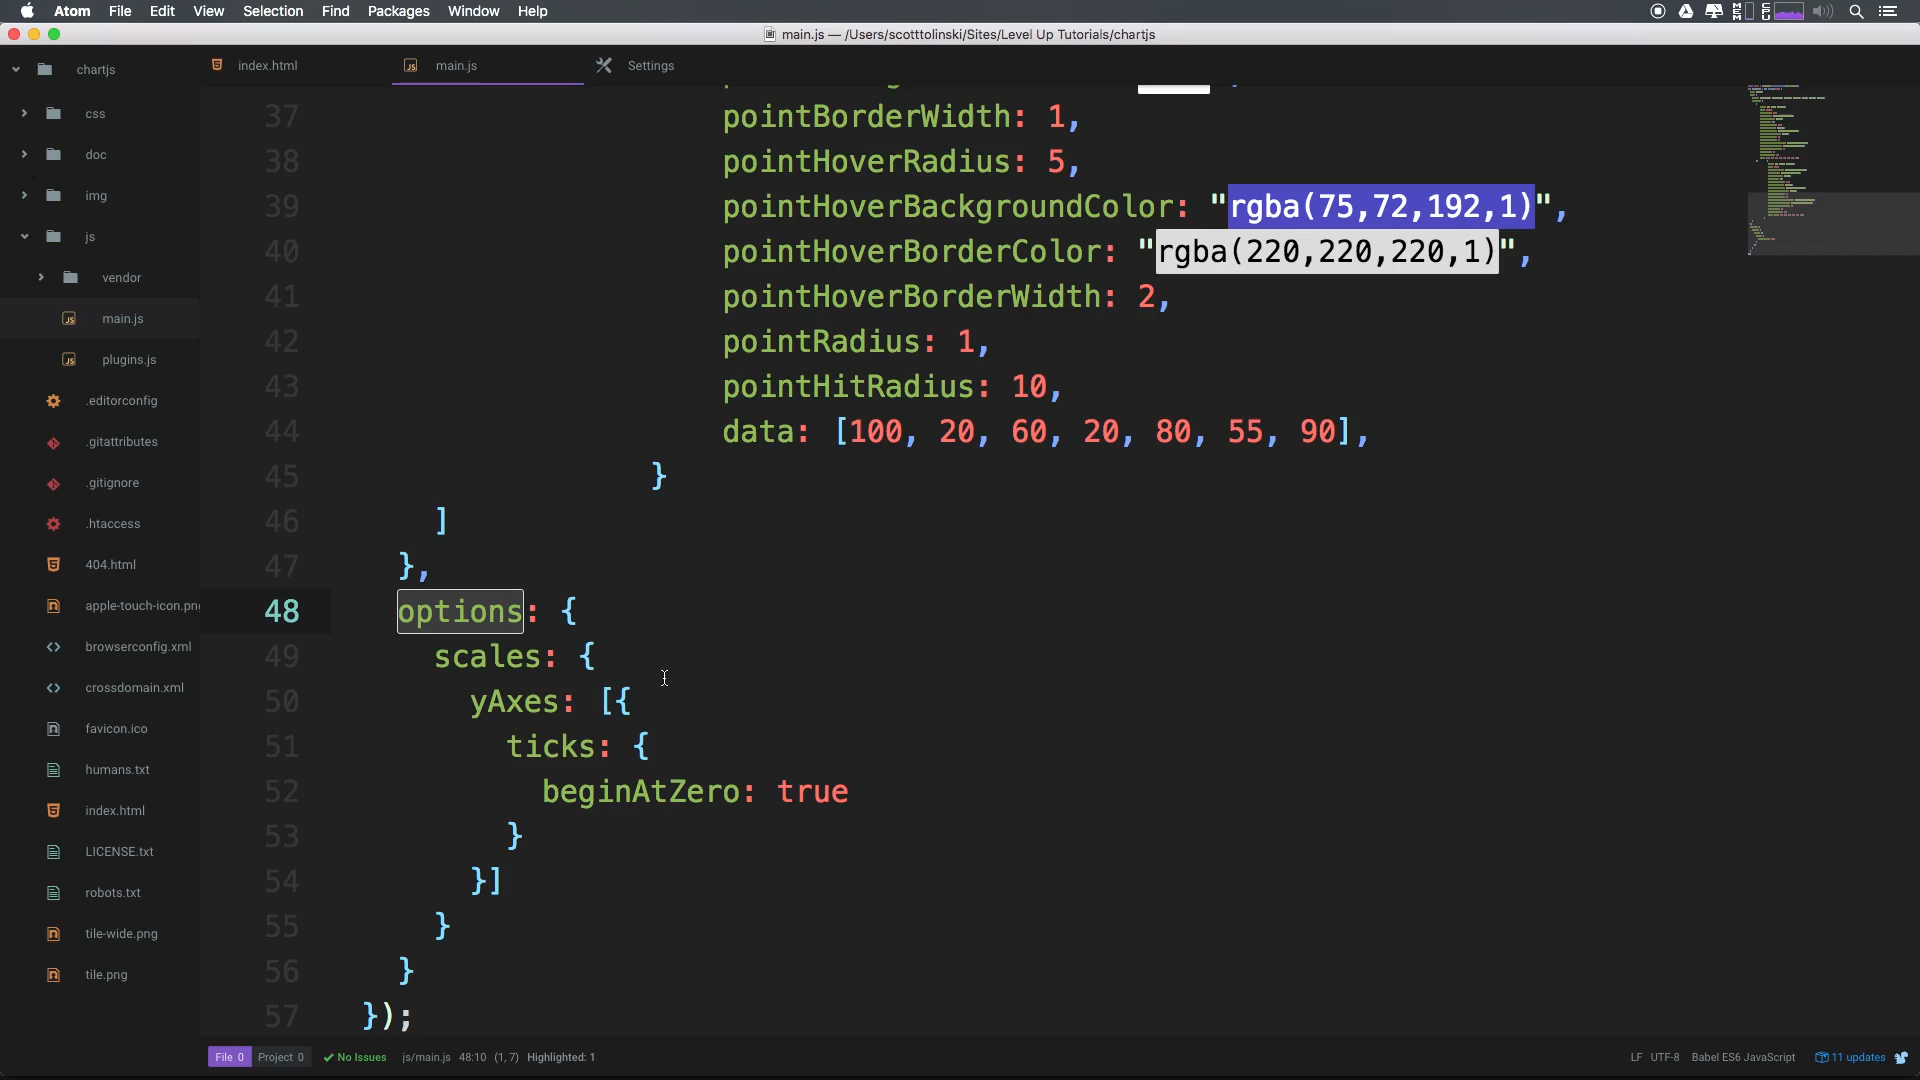 Atom File Edit View Selection Find Packages Window Help
main.js — /Users/scotttolinski/Sites/Level Up Tutorials/chartjs
chartjs
css
doc
img
js
vendor
main.js
plugins.js
.editorconfig
.gitattributes
.gitignore
.htaccess
404.html
apple-touch-icon.png
browserconfig.xml
crossdomain.xml
favicon.ico
humans.txt
index.html
LICENSE.txt
robots.txt
tile-wide.png
tile.png
index.html main.js Settings
37 pointBorderWidth: 1,
38 pointHoverRadius: 5,
39 pointHoverBackgroundColor: "rgba(75,72,192,1)",
40 pointHoverBorderColor: "rgba(220,220,220,1)",
41 pointHoverBorderWidth: 2,
42 pointRadius: 1,
43 pointHitRadius: 10,
44 data: [100, 20, 60, 20, 80, 55, 90],
45 }
46 ]
47 },
48 options: {
49 scales: {
50 yAxes: [{
51 ticks: {
52 beginAtZero: true
53 }
54 }]
55 }
56 }
57 });
File 0 Project 0 No Issues js/main.js 48:10 (1, 7) Highlighted: 1 LF UTF-8 Babel ES6 JavaScript 11 updates